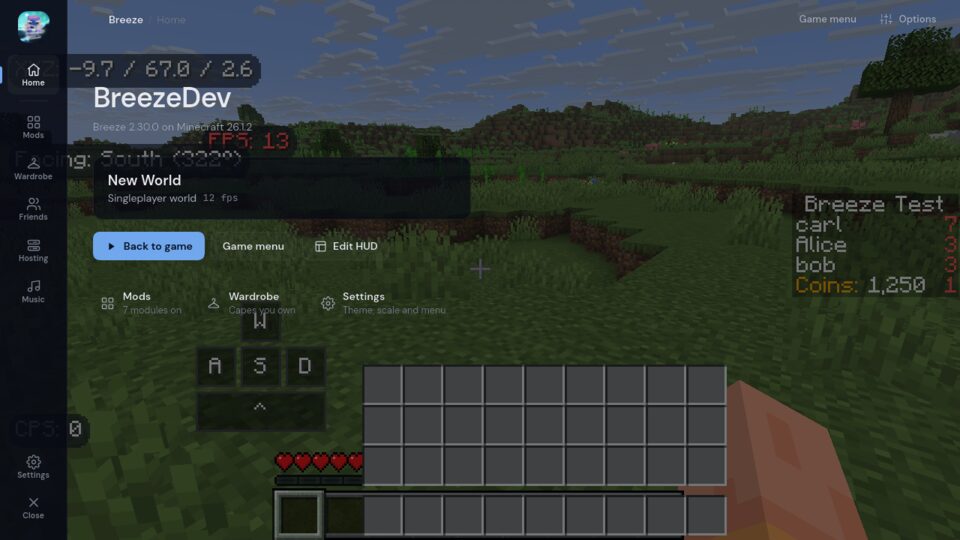 Breeze / Home
Game menu
Options
-9.7 / 67.0 / 2.6
Home
BreezeDev
Breeze 2.30.0 on Minecraft 26.1.2
FPS: 13
Mods
Facing: South (322°)
Wardrobe
New World
Singleplayer world 12 fps
Friends
Breeze Test
carl 7
Alice 3
bob 3
Coins: 1,250 1
Hosting
Back to game
Game menu
Edit HUD
Music
Mods
7 modules on
Wardrobe
Capes you own
Settings
Theme, scale and menu
W
A S D
^
CPS: 0
Settings
Close